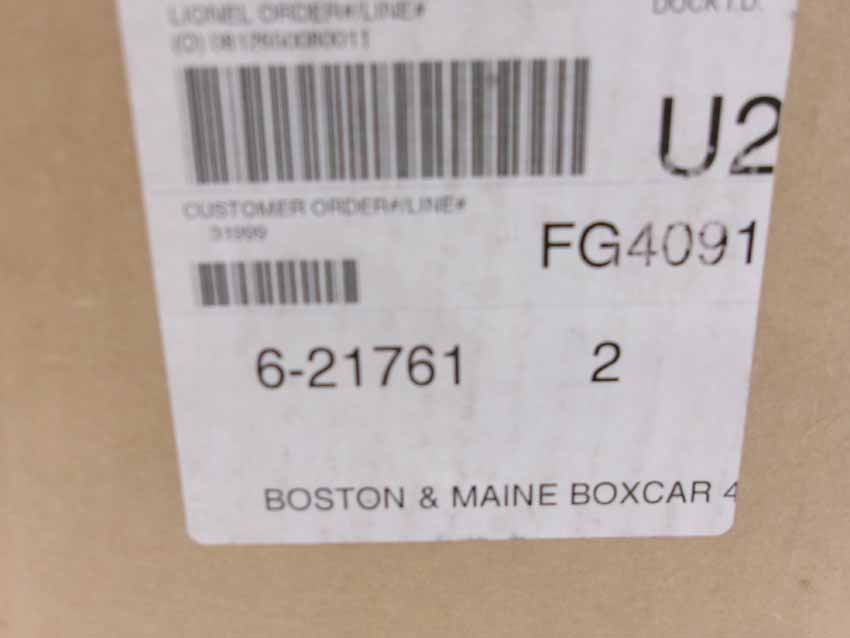 LIONEL ORDER#/LINE#
DOCK I.D.
U2
CUSTOMER ORDER#/LINE#
31999
FG4091
6-21761 2
BOSTON & MAINE BOXCAR 4